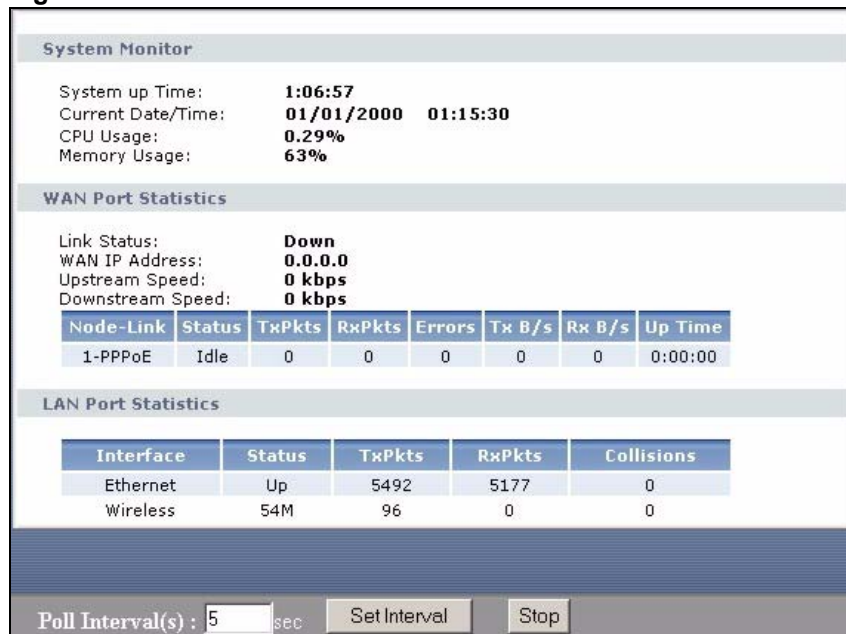 System Monitor
System up Time: 1:06:57
Current Date/Time: 01/01/2000 01:15:30
CPU Usage: 0.29%
Memory Usage: 63%
WAN Port Statistics
Link Status: Down
WAN IP Address: 0.0.0.0
Upstream Speed: 0 kbps
Downstream Speed: 0 kbps
Node-Link Status TxPkts RxPkts Errors Tx B/s Rx B/s Up Time
1-PPPoE Idle 0 0 0 0 0 0:00:00
LAN Port Statistics
Interface Status TxPkts RxPkts Collisions
Ethernet Up 5492 5177 0
Wireless 54M 96 0 0
Poll Interval(s) : 5 sec Set Interval Stop